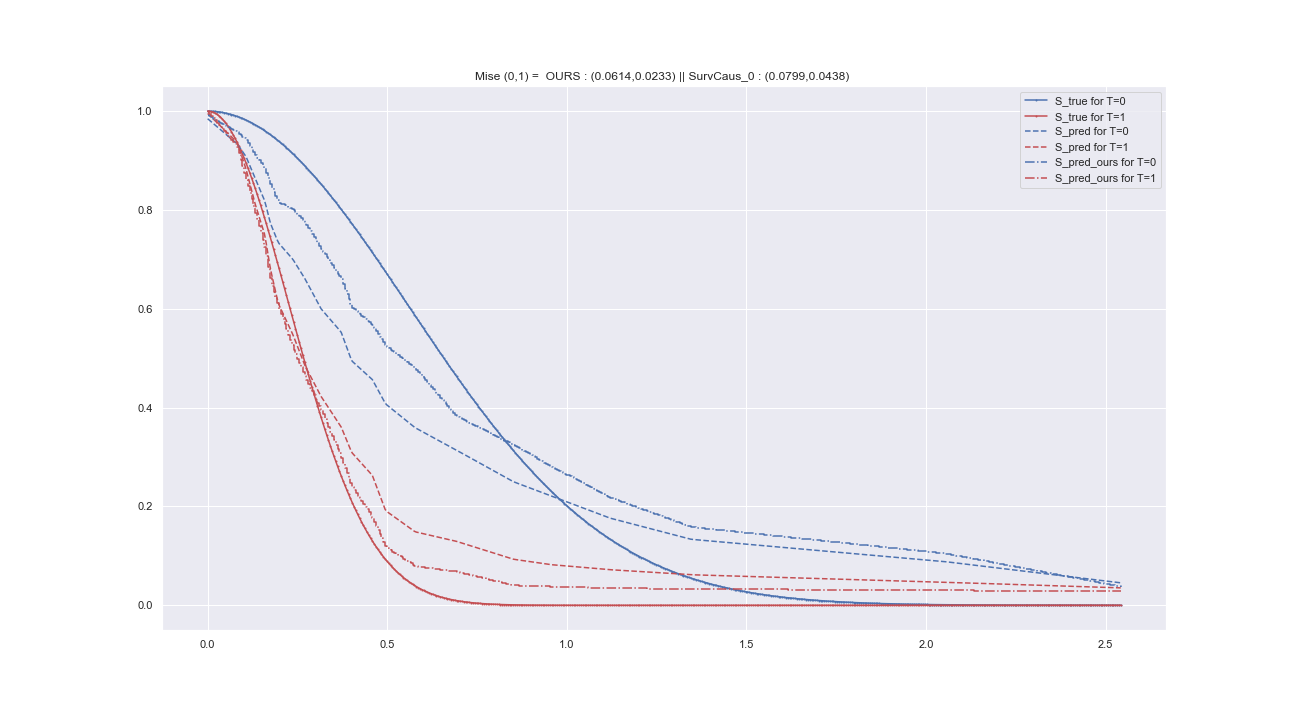 Mise (0,1) =  OURS : (0.0614,0.0233) || SurvCaus_0 : (0.0799,0.0438)
S_true for T=0
S_true for T=1
S_pred for T=0
S_pred for T=1
S_pred_ours for T=0
S_pred_ours for T=1
1.0
0.8
0.6
0.4
0.2
0.0
0.0 0.5 1.0 1.5 2.0 2.5